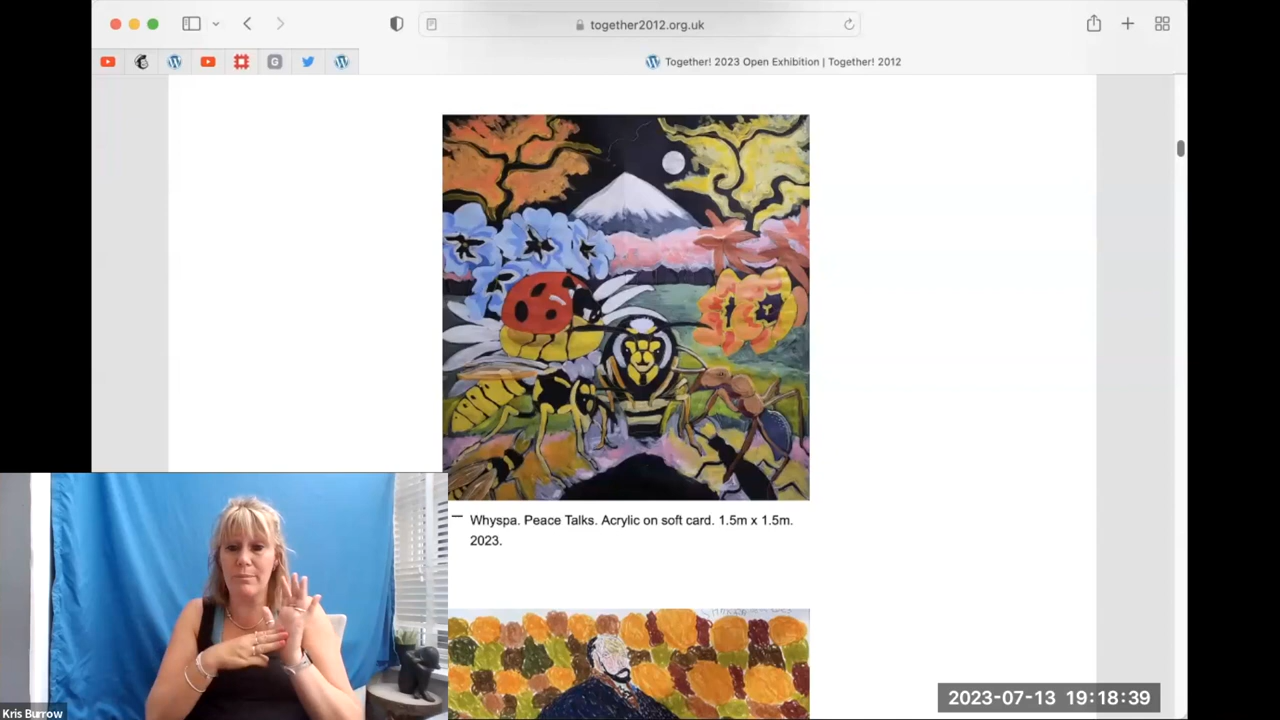 together2012.org.uk
G
Together! 2023 Open Exhibition | Together! 2012
Whyspa. Peace Talks. Acrylic on soft card. 1.5m x 1.5m.
2023.
Kris Burrow
2023-07-13 19:18:39